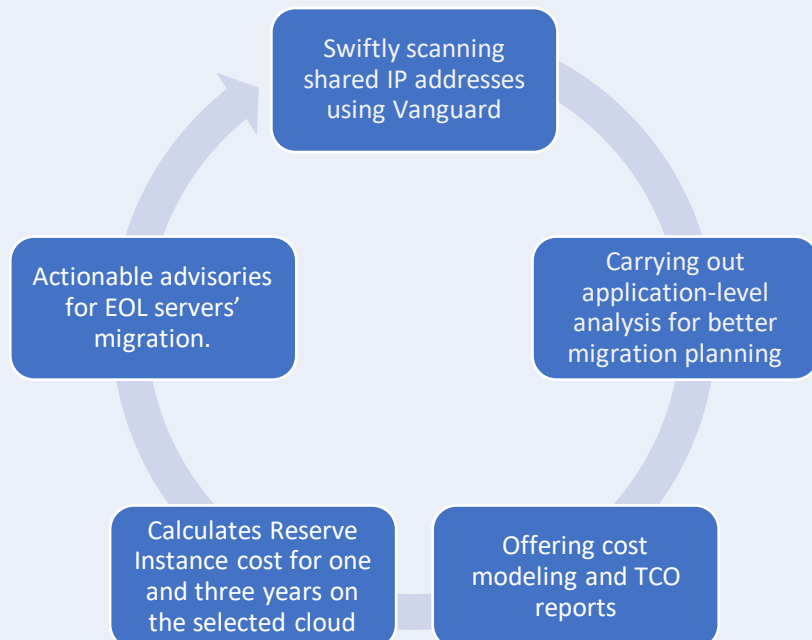 Swiftly scanning
shared IP addresses
using Vanguard
Carrying out
application-level
analysis for better
migration planning
Offering cost
modeling and TCO
reports
Calculates Reserve
Instance cost for one
and three years on
the selected cloud
Actionable advisories
for EOL servers’
migration.